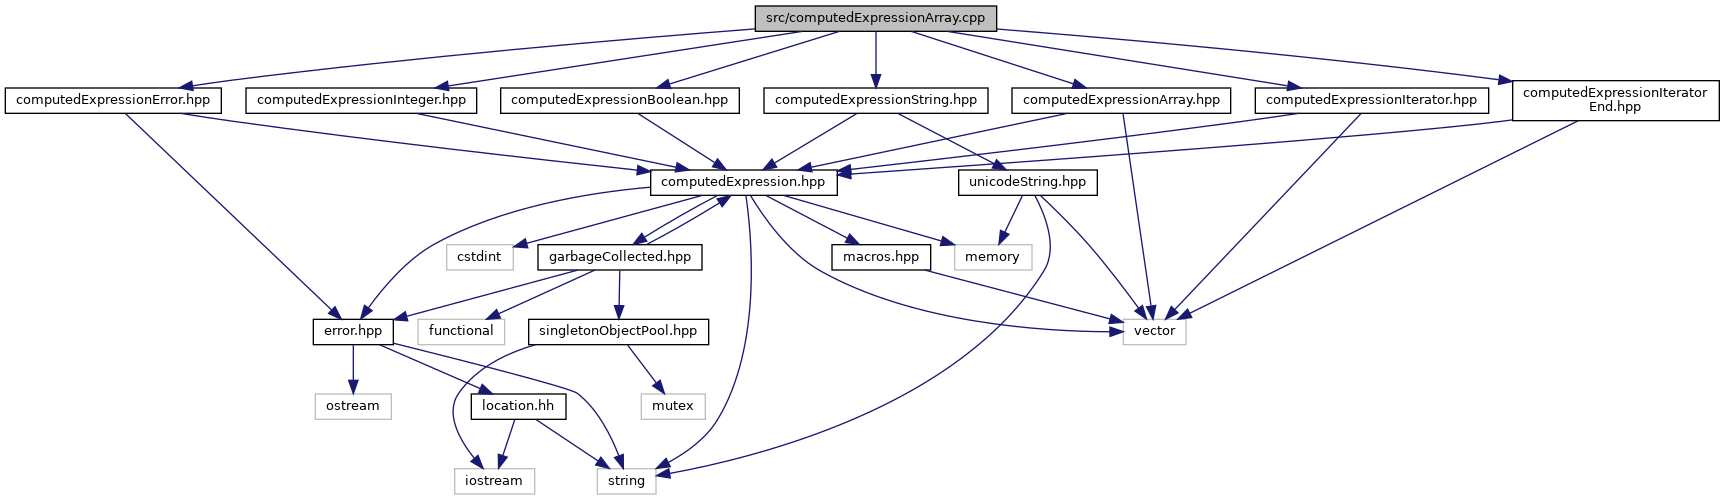 src/computedExpressionArray.cpp
computedExpressionError.hpp
computedExpressionInteger.hpp
computedExpressionBoolean.hpp
computedExpressionString.hpp
computedExpressionArray.hpp
computedExpressionIterator.hpp
computedExpressionIterator
End.hpp
computedExpression.hpp
unicodeString.hpp
cstdint
garbageCollected.hpp
macros.hpp
memory
error.hpp
functional
singletonObjectPool.hpp
vector
ostream
location.hh
mutex
iostream
string